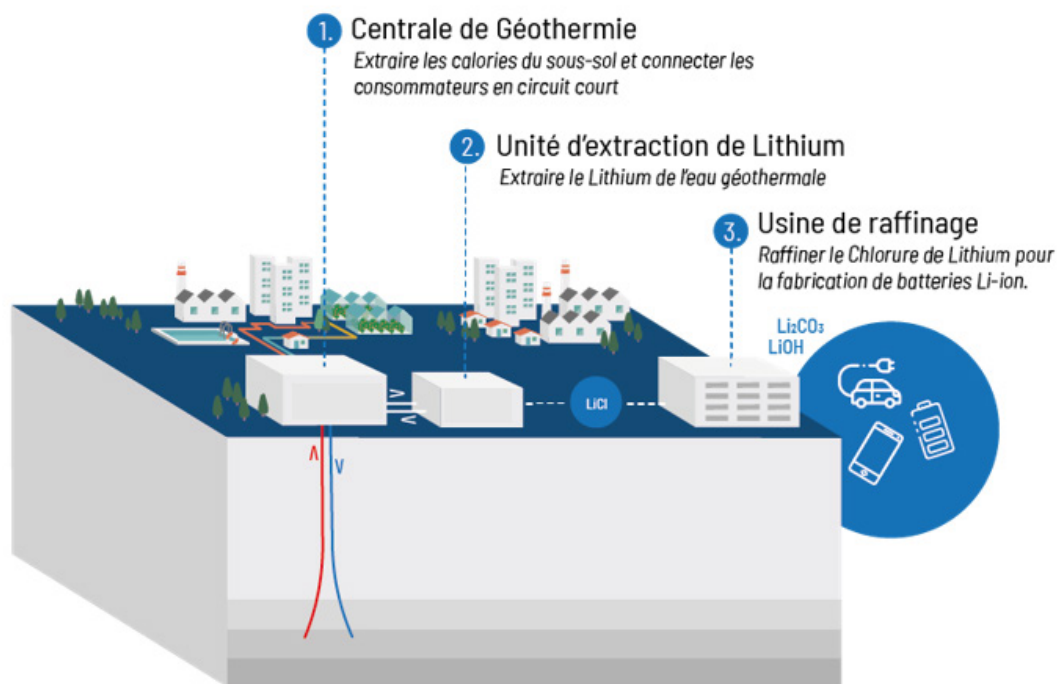 1. Centrale de Géothermie
Extraire les calories du sous-sol et connecter les
consommateurs en circuit court
2. Unité d'extraction de Lithium
Extraire le Lithium de l'eau géothermale
3. Usine de raffinage
Raffiner le Chlorure de Lithium pour
la fabrication de batteries Li-ion.
Li₂CO₃
LiOH
LiCl